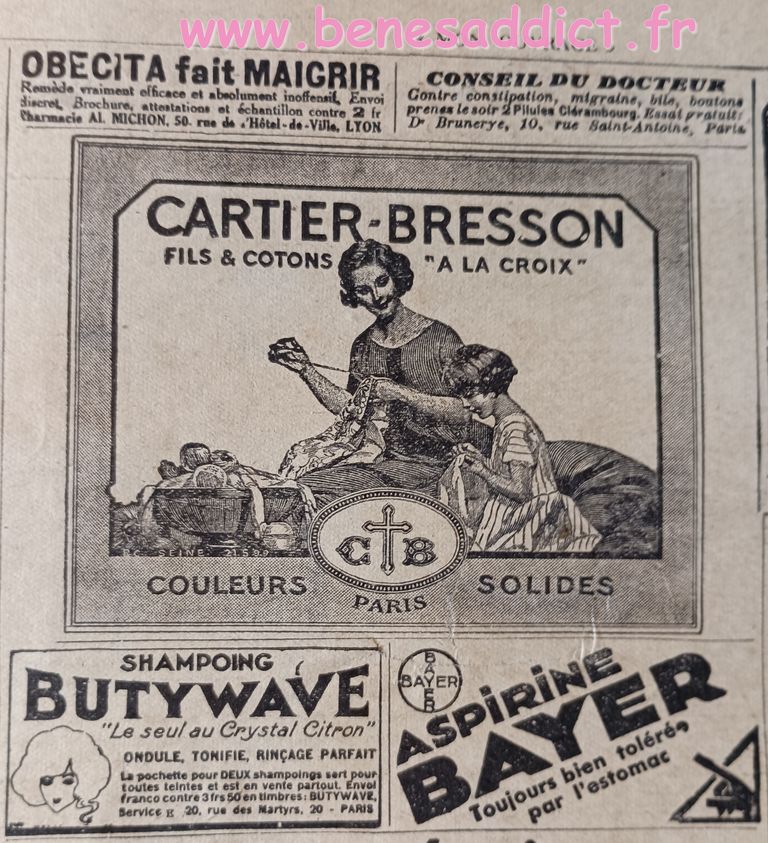 www.benesaddict.fr
OBECITA fait MAIGRIR
Remède vraiment efficace et absolument inoffensif. Envoi
discret. Brochure, attestations et échantillon contre 2 fr
Pharmacie Al. MICHON, 50, rue de l'Hôtel-de-Ville, LYON
CONSEIL DU DOCTEUR
Contre constipation, migraine, bile, boutons
prenez le soir 2 Pilules Clérambourg. Essai gratuit:
Dr Brunerye, 10, rue Saint-Antoine, Paris
CARTIER-BRESSON
FILS & COTONS "A LA CROIX"
R.C. SEINE 21599
C B
COULEURS SOLIDES
PARIS
SHAMPOING
BUTYWAVE
"Le seul au Crystal Citron"
ONDULE, TONIFIE, RINÇAGE PARFAIT
La pochette pour DEUX shampoings sert pour
toutes teintes et est en vente partout. Envoi
franco contre 3 frs 50 en timbres: BUTYWAVE,
Service E 20, rue des Martyrs, 20 - PARIS
BAYER
BAYER
ASPIRINE
BAYER
Toujours bien tolérée
par l'estomac